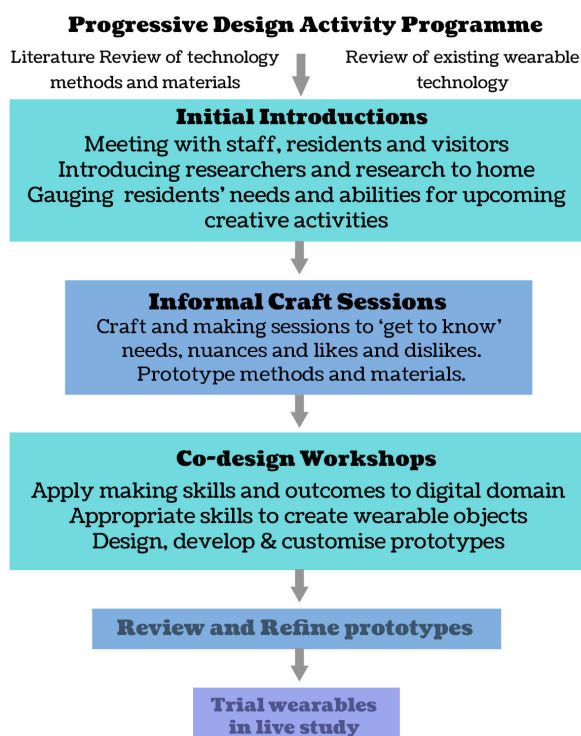 Progressive Design Activity Programme
Literature Review of technology
methods and materials
Review of existing wearable
technology
Initial Introductions
Meeting with staff, residents and visitors
Introducing researchers and research to home
Gauging residents’ needs and abilities for upcoming
creative activities
Informal Craft Sessions
Craft and making sessions to ‘get to know’
needs, nuances and likes and dislikes.
Prototype methods and materials.
Co-design Workshops
Apply making skills and outcomes to digital domain
Appropriate skills to create wearable objects
Design, develop & customise prototypes
Review and Refine prototypes
Trial wearables
in live study